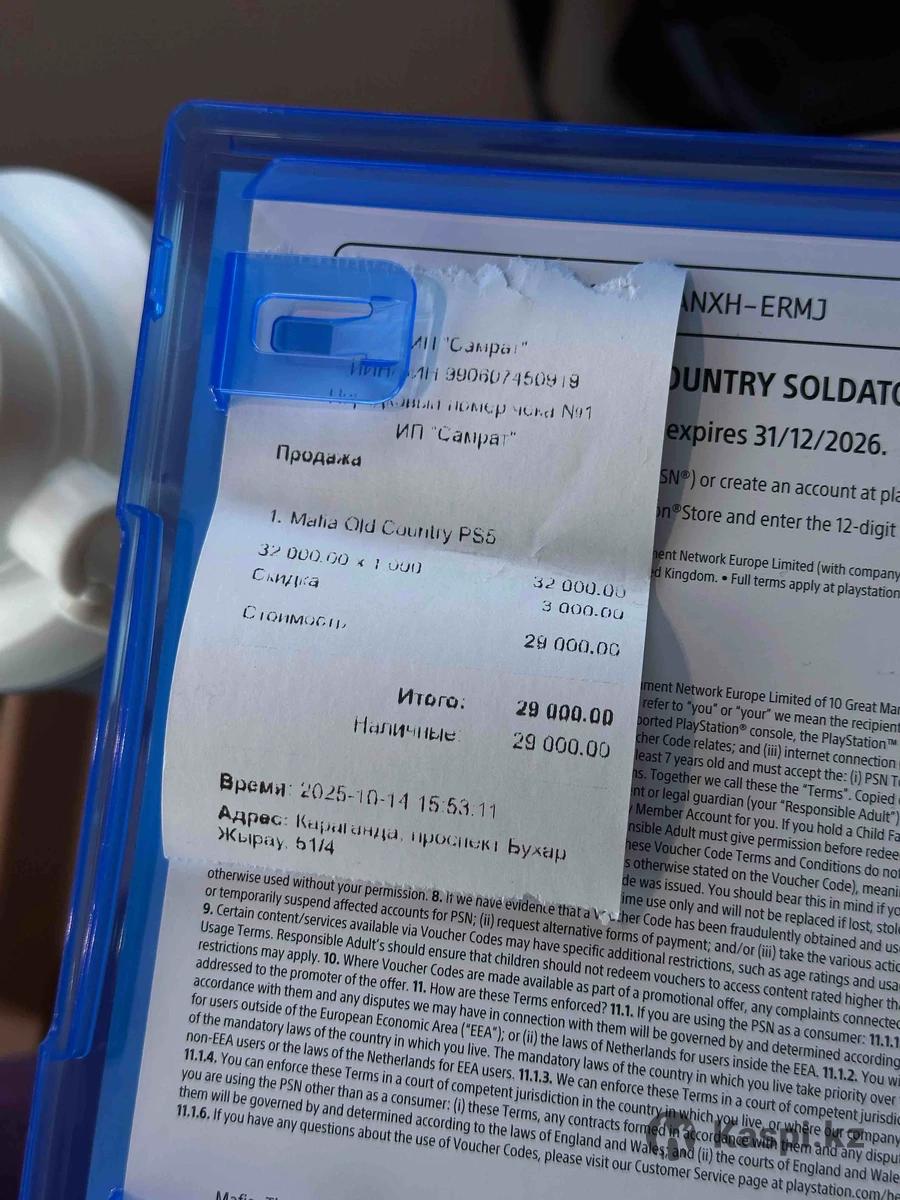 ИП "Самрат"
ИИН 990607450919
номер чека №1
ИП "Самрат"
Продажа
1. Mafia Old Country PS5
32 000.00 x 1 000
32 000.00
Скидка
3 000.00
Стоимость
29 000.00
Итого:
29 000.00
Наличные:
29 000.00
Время: 2025-10-14 15:53:11
Адрес: Караганда, проспект Бухар
Жырау, 51/4
ANXH-ERMJ
OUNTRY SOLDATO
expires 31/12/2026.
SN®) or create an account at pla
on®Store and enter the 12-digit
ment Network Europe Limited (with company
d Kingdom. • Full terms apply at playstation
ment Network Europe Limited of 10 Great Mar
refer to “you” or “your” we mean the recipient
ported PlayStation® console, the PlayStation™
cher Code relates; and (iii) internet connection
least 7 years old and must accept the: (i) PSN T
ns. Together we call these the “Terms”. Copied
nt or legal guardian (your “Responsible Adult”)
Member Account for you. If you hold a Child Fa
nsible Adult must give permission before redee
hese Voucher Code Terms and Conditions do no
s otherwise stated on the Voucher Code), meani
de was issued. You should bear this in mind if yo
me use only and will not be replaced if lost, stol
otherwise used without your permission. 8. If we have evidence that a Voucher Code has been fraudulently obtained and us
or temporarily suspend affected accounts for PSN; (ii) request alternative forms of payment; and/or (iii) take the various actio
9. Certain content/services available via Voucher Codes may have specific additional restrictions, such as age ratings and usa
Usage Terms. Responsible Adult’s should ensure that children should not redeem vouchers to access content rated higher tha
restrictions may apply. 10. Where Voucher Codes are made available as part of a promotional offer, any complaints connected
addressed to the promoter of the offer. 11. How are these Terms enforced? 11.1. If you are using the PSN as a consumer: 11.1.1
accordance with them and any disputes we may have in connection with them will be governed by and determined according
for users outside of the European Economic Area (“EEA”); or (ii) the laws of Netherlands for users inside the EEA. 11.1.2. You wi
of the mandatory laws of the country in which you live. The mandatory laws of the country in which you live take priority over
non-EEA users or the laws of the Netherlands for EEA users. 11.1.3. We can enforce these Terms in a court of competent jurisdic
11.1.4. You can enforce these Terms in a court of competent jurisdiction in the country in which you live, or where our company
you are using the PSN other than as a consumer: (i) these Terms, any contracts formed in accordance with them and any dispu
them will be governed by and determined according to the laws of England and Wales; and (ii) the courts of England and Wale
11.1.6. If you have any questions about the use of Voucher Codes, please visit our Customer Service page at playstation.com/he
Kaspi.kz